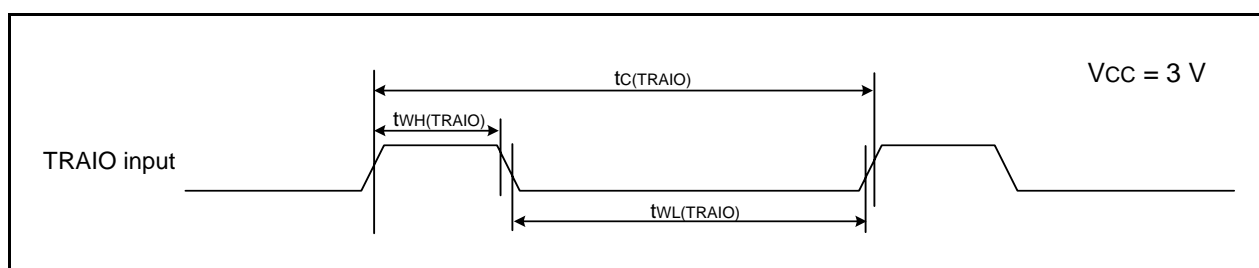 tC(TRAIO)
VCC = 3 V
tWH(TRAIO)
TRAIO input
tWL(TRAIO)